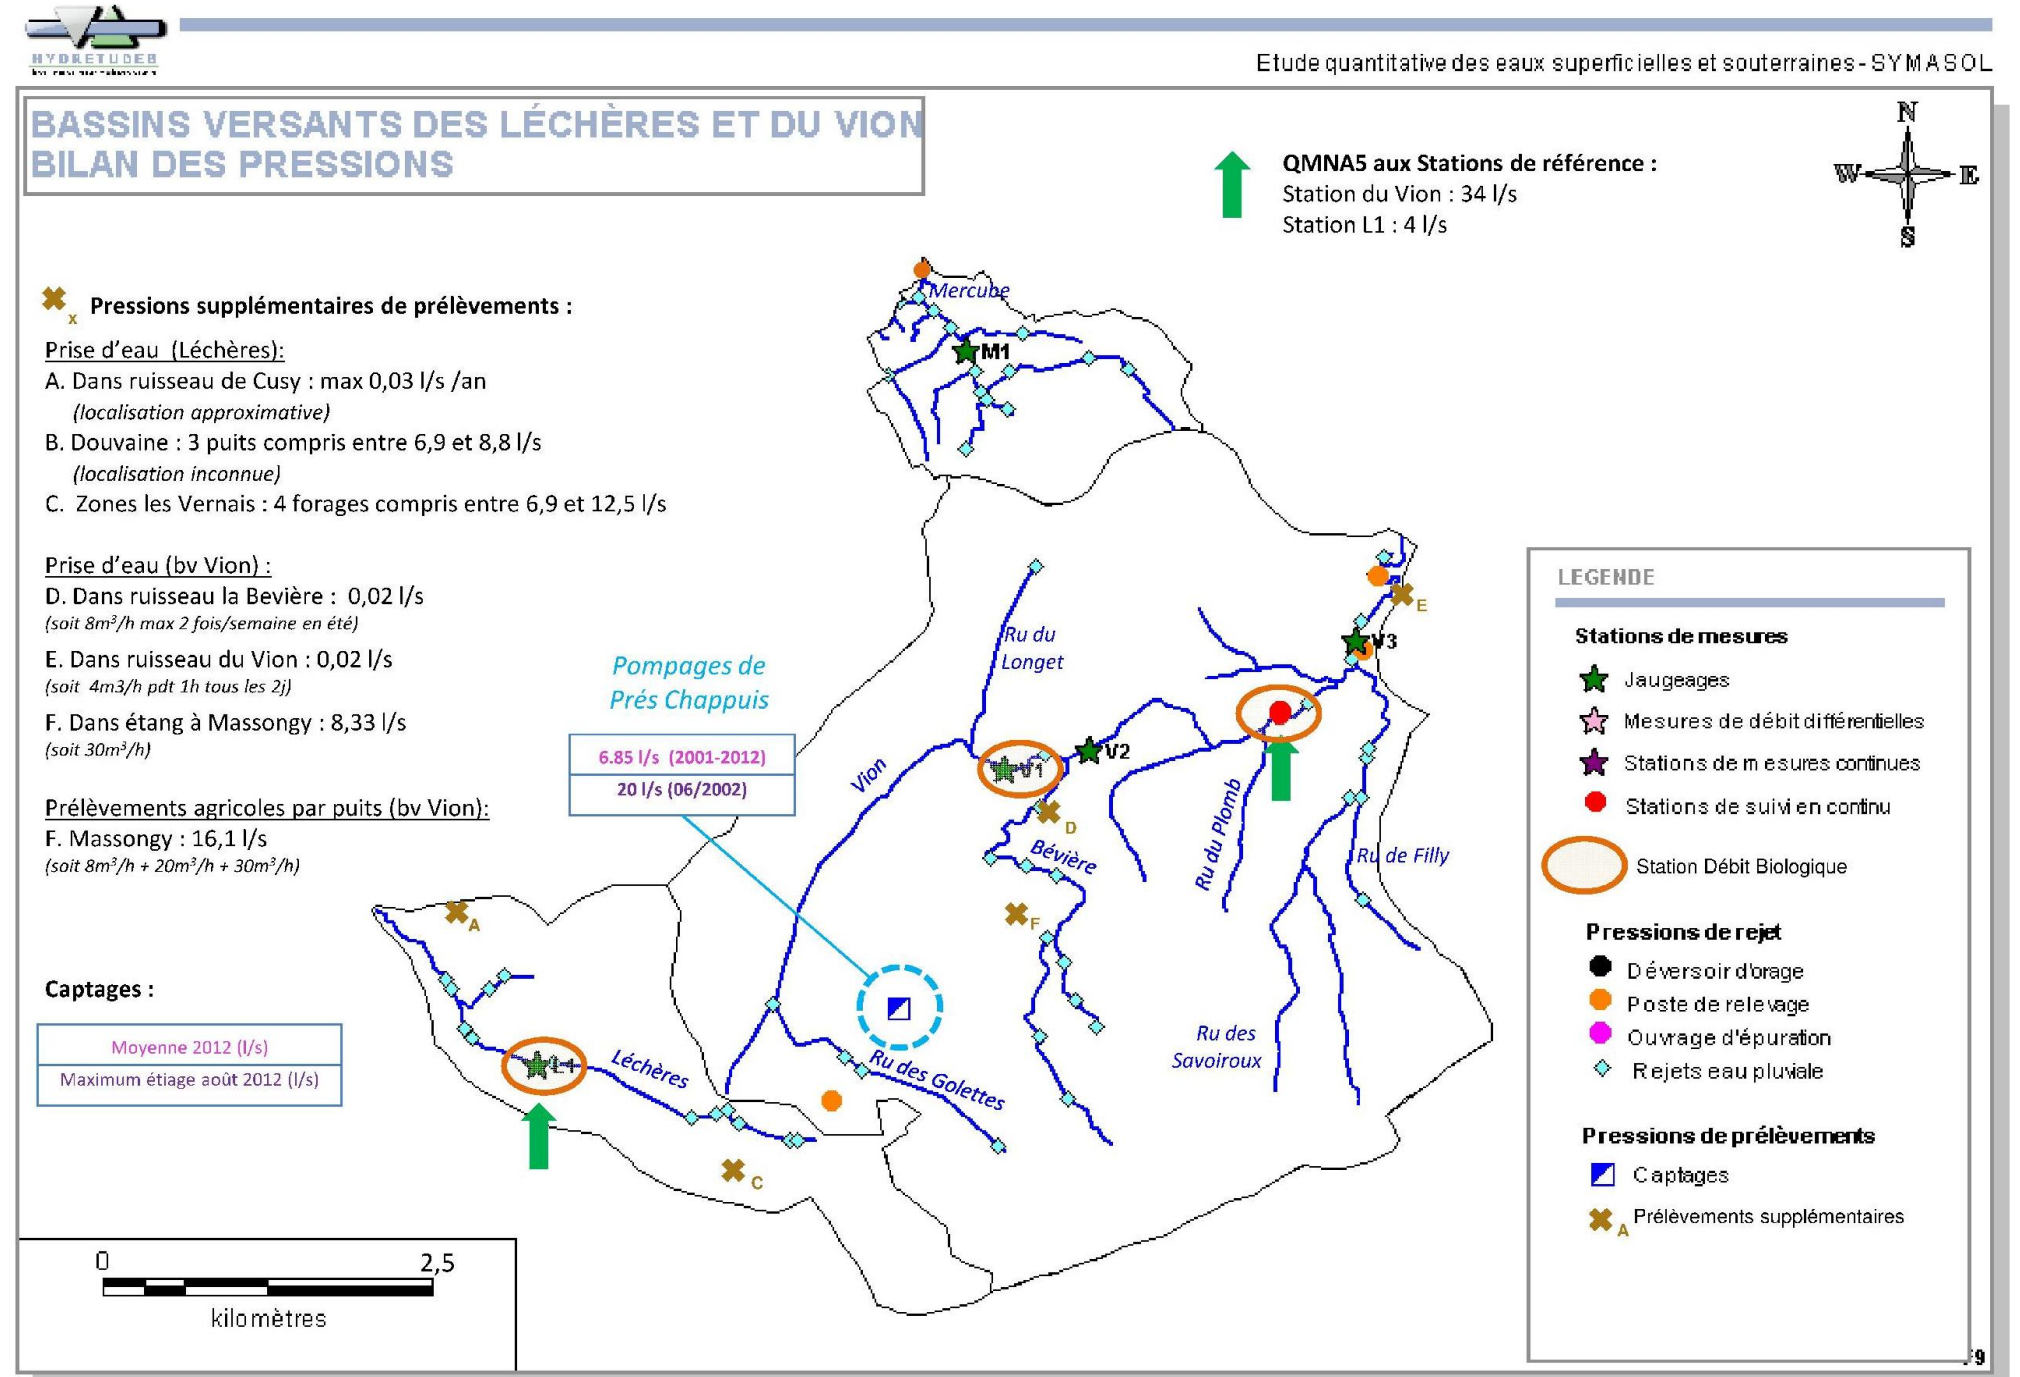 HYDRETUDES
Etude quantitative des eaux superficielles et souterraines - SYMASOL
BASSINS VERSANTS DES LÉCHÈRES ET DU VION
BILAN DES PRESSIONS
QMNA5 aux Stations de référence :
Station du Vion : 34 l/s
Station L1 : 4 l/s
N
W
E
S
x Pressions supplémentaires de prélèvements :
Prise d'eau (Léchères):
A. Dans ruisseau de Cusy : max 0,03 l/s /an
(localisation approximative)
B. Douvaine : 3 puits compris entre 6,9 et 8,8 l/s
(localisation inconnue)
C. Zones les Vernais : 4 forages compris entre 6,9 et 12,5 l/s
Prise d'eau (bv Vion) :
D. Dans ruisseau la Bevière : 0,02 l/s
(soit 8m³/h max 2 fois/semaine en été)
E. Dans ruisseau du Vion : 0,02 l/s
(soit 4m3/h pdt 1h tous les 2j)
F. Dans étang à Massongy : 8,33 l/s
(soit 30m³/h)
Prélèvements agricoles par puits (bv Vion):
F. Massongy : 16,1 l/s
(soit 8m³/h + 20m³/h + 30m³/h)
Captages :
Moyenne 2012 (l/s)
Maximum étiage août 2012 (l/s)
Pompages de
Prés Chappuis
6.85 l/s (2001-2012)
20 l/s (06/2002)
Mercube
M1
Ru du
Longet
E
V3
Vion
V1
V2
D
Bévière
Ru du Plomb
Ru de Filly
F
A
Ru des
Savoiroux
L1
Léchères
Ru des Golettes
C
0
2,5
kilomètres
LEGENDE
Stations de mesures
Jaugeages
Mesures de débit différentielles
Stations de mesures continues
Stations de suivi en continu
Station Débit Biologique
Pressions de rejet
Déversoir d'orage
Poste de relevage
Ouvrage d'épuration
Rejets eau pluviale
Pressions de prélèvements
Captages
A Prélèvements supplémentaires